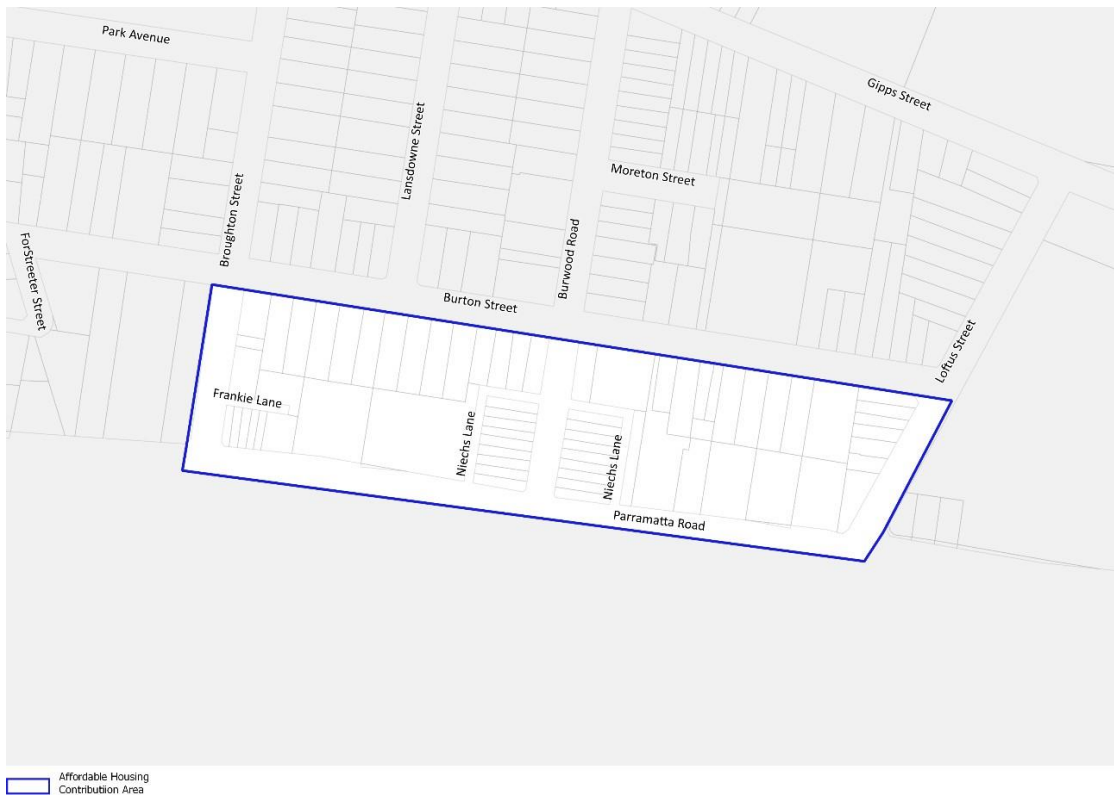 Park Avenue
Gipps Street
Lansdowne Street
Moreton Street
Broughton Street
Burwood Road
ForStreeter Street
Burton Street
Loftus Street
Frankie Lane
Niechs Lane
Niechs Lane
Parramatta Road
Affordable Housing
Contributiion Area